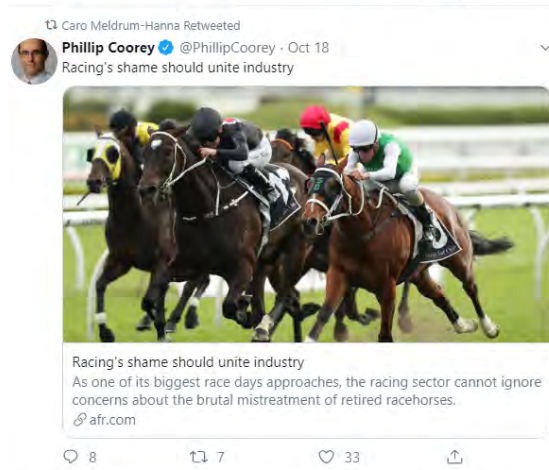 Caro Meldrum-Hanna Retweeted
Phillip Coorey @PhillipCoorey · Oct 18
Racing's shame should unite industry
Racing's shame should unite industry
As one of its biggest race days approaches, the racing sector cannot ignore
concerns about the brutal mistreatment of retired racehorses.
afr.com
8 7 33